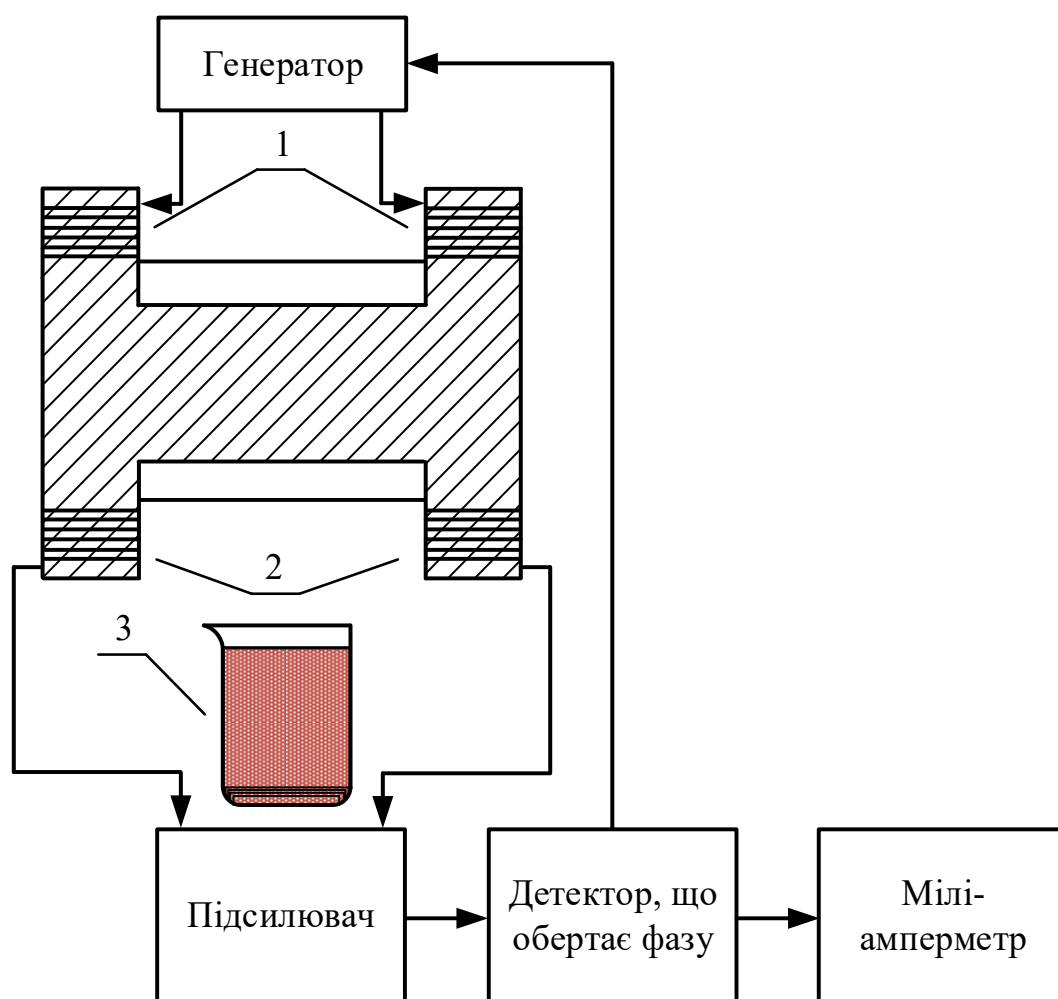 Генератор
1
2
3
Підсилювач
Детектор, що
обертає фазу
Мілі-
амперметр